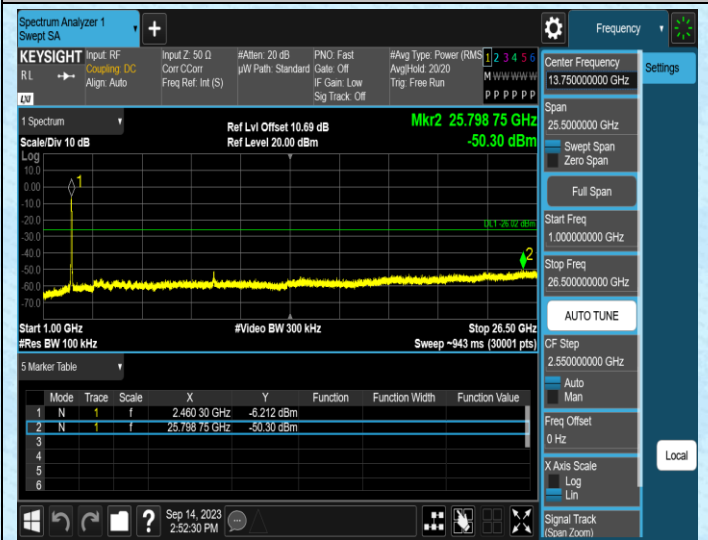 Spectrum Analyzer 1
Swept SA
+
Frequency
KEYSIGHT
RL
LXI
Input: RF
Coupling: DC
Align: Auto
Input Z: 50 Ω
Corr CCorr
Freq Ref: Int (S)
#Atten: 20 dB
µW Path: Standard
PNO: Fast
Gate: Off
IF Gain: Low
Sig Track: Off
#Avg Type: Power (RMS
Avg|Hold: 20/20
Trig: Free Run
1 2 3 4 5 6
M W W W W W
P P P P P P
1 Spectrum
Scale/Div 10 dB
Ref Lvl Offset 10.69 dB
Ref Level 20.00 dBm
Mkr2 25.798 75 GHz
-50.30 dBm
Log
10.0
0.00
-10.0
-20.0
-30.0
-40.0
-50.0
-60.0
-70.0
1
DL1 -26.02 dBm
2
Start 1.00 GHz
#Res BW 100 kHz
#Video BW 300 kHz
Stop 26.50 GHz
Sweep ~943 ms (30001 pts)
5 Marker Table
Mode Trace Scale X Y Function Function Width Function Value
1 N 1 f 2.460 30 GHz -6.212 dBm
2 N 1 f 25.798 75 GHz -50.30 dBm
3
4
5
6
?
Sep 14, 2023
2:52:30 PM
Center Frequency
13.750000000 GHz
Settings
Span
25.5000000 GHz
Swept Span
Zero Span
Full Span
Start Freq
1.000000000 GHz
Stop Freq
26.500000000 GHz
AUTO TUNE
CF Step
2.550000000 GHz
Auto
Man
Freq Offset
0 Hz
X Axis Scale
Log
Lin
Local
Signal Track
(Span Zoom)